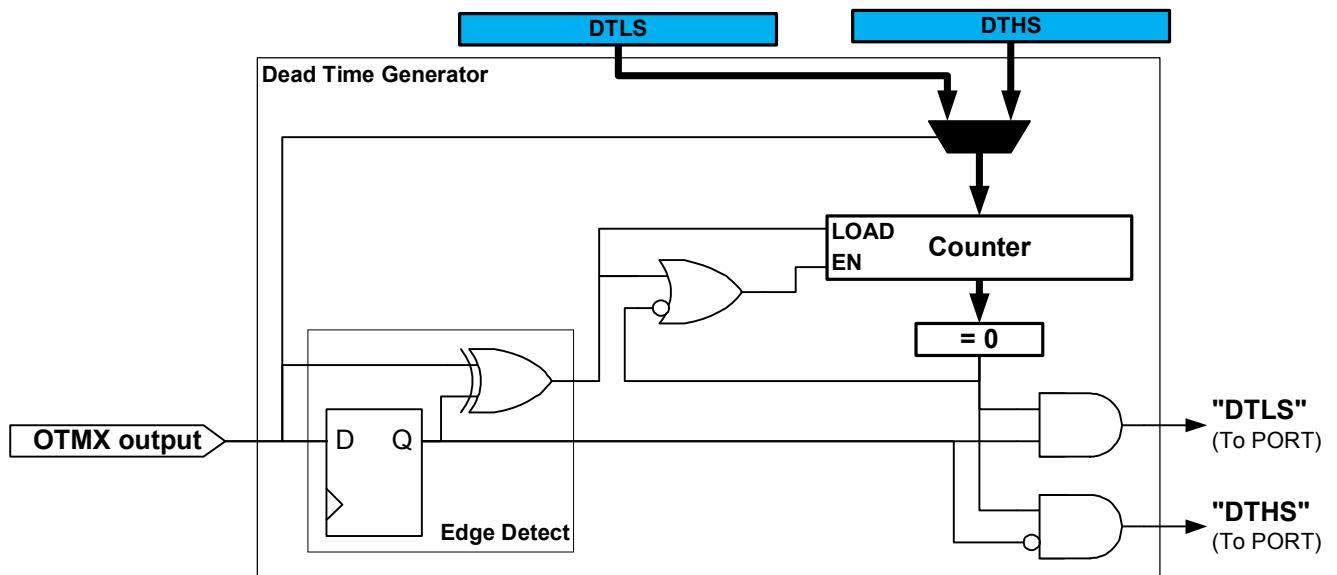 DTLS
DTHS
Dead Time Generator
LOAD
Counter
EN
= 0
"DTLS"
(To PORT)
OTMX output
D
Q
Edge Detect
"DTHS"
(To PORT)